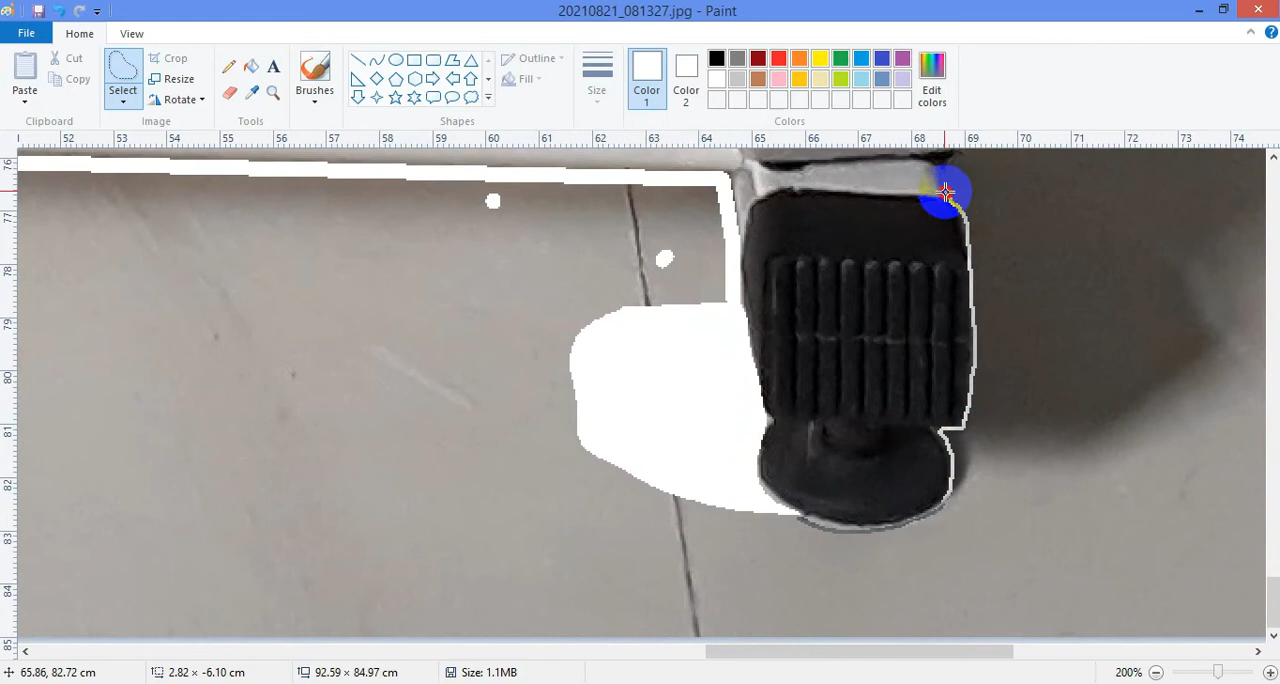 20210821_081327.jpg - Paint
File Home View
Paste Cut Copy
Clipboard
Select Crop Resize Rotate
Image
Tools
Brushes
Outline Fill
Shapes
Size
Color 1
Color 2
Edit colors
Colors
52 53 54 55 56 57 58 59 60 61 62 63 64 65 66 67 68 69 70 71 72 73 74
76
77
78
79
80
81
82
83
84
85
65.86, 82.72 cm 2.82 × -6.10 cm 92.59 × 84.97 cm Size: 1.1MB 200%